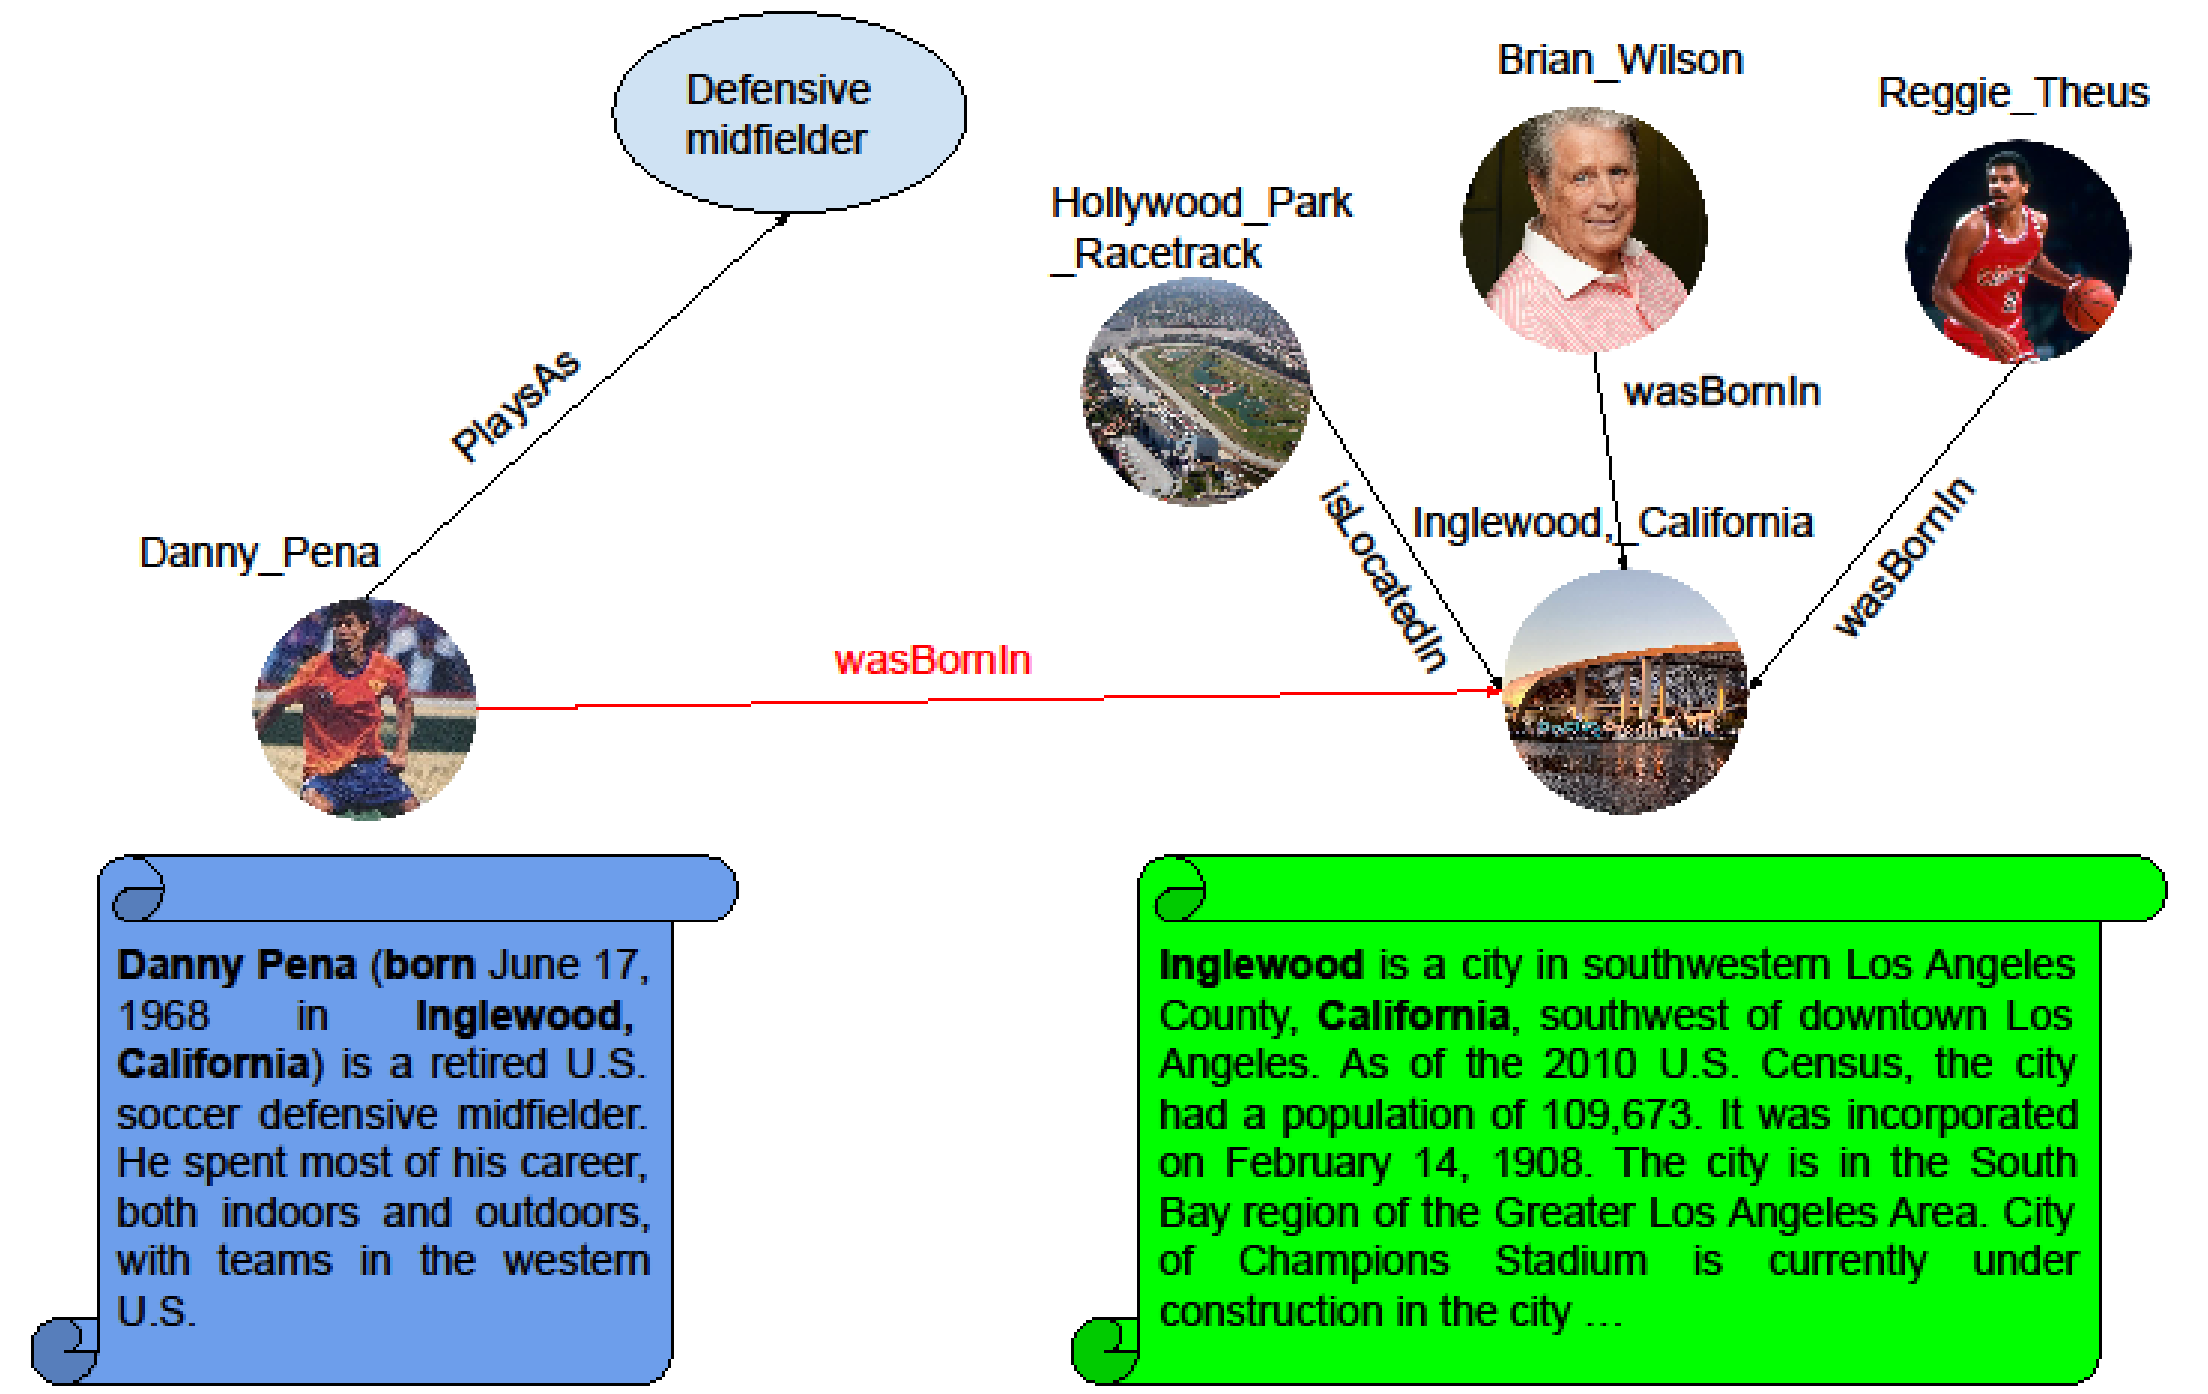 Defensive
midfielder
Brian_Wilson
Reggie_Theus
Hollywood_Park
_Racetrack
PlaysAs
wasBornIn
isLocatedIn
Inglewood,_California
wasBornIn
Danny_Pena
wasBornIn
Danny Pena (born June 17,
1968 in Inglewood,
California) is a retired U.S.
soccer defensive midfielder.
He spent most of his career,
both indoors and outdoors,
with teams in the western
U.S.
Inglewood is a city in southwestern Los Angeles
County, California, southwest of downtown Los
Angeles. As of the 2010 U.S. Census, the city
had a population of 109,673. It was incorporated
on February 14, 1908. The city is in the South
Bay region of the Greater Los Angeles Area. City
of Champions Stadium is currently under
construction in the city ...